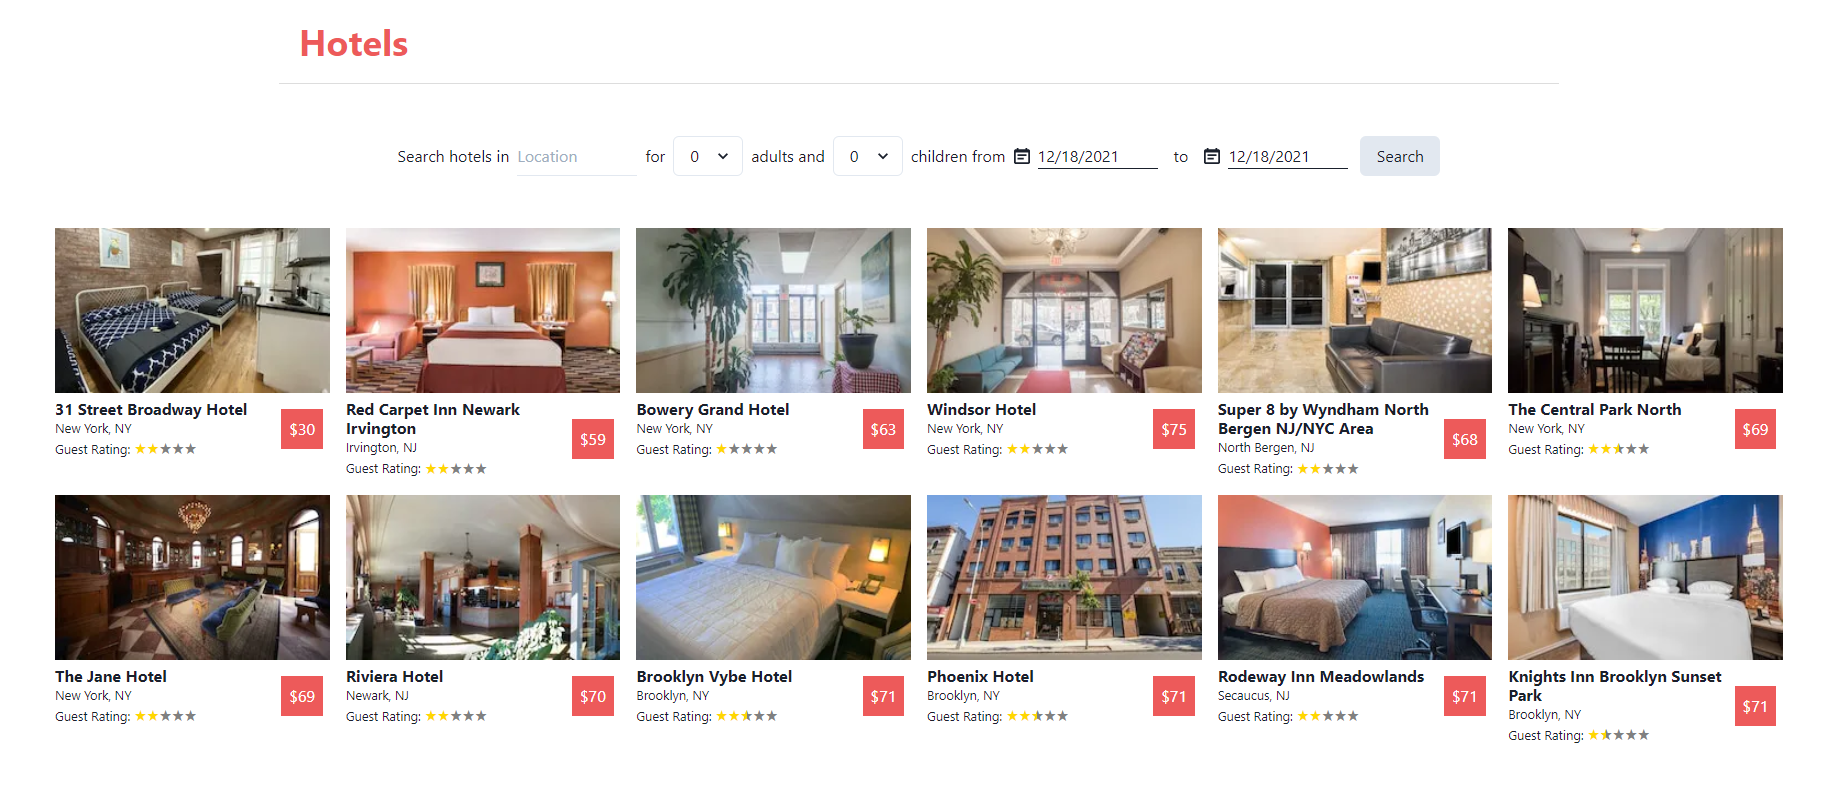 Hotels
Search hotels in Location for 0 adults and 0 children from 12/18/2021 to 12/18/2021 Search
31 Street Broadway Hotel
New York, NY
Guest Rating:
$30
Red Carpet Inn Newark
Irvington
Irvington, NJ
Guest Rating:
$59
Bowery Grand Hotel
New York, NY
Guest Rating:
$63
Windsor Hotel
New York, NY
Guest Rating:
$75
Super 8 by Wyndham North
Bergen NJ/NYC Area
North Bergen, NJ
Guest Rating:
$68
The Central Park North
New York, NY
Guest Rating:
$69
The Jane Hotel
New York, NY
Guest Rating:
$69
Riviera Hotel
Newark, NJ
Guest Rating:
$70
Brooklyn Vybe Hotel
Brooklyn, NY
Guest Rating:
$71
Phoenix Hotel
Brooklyn, NY
Guest Rating:
$71
Rodeway Inn Meadowlands
Secaucus, NJ
Guest Rating:
$71
Knights Inn Brooklyn Sunset
Park
Brooklyn, NY
Guest Rating:
$71